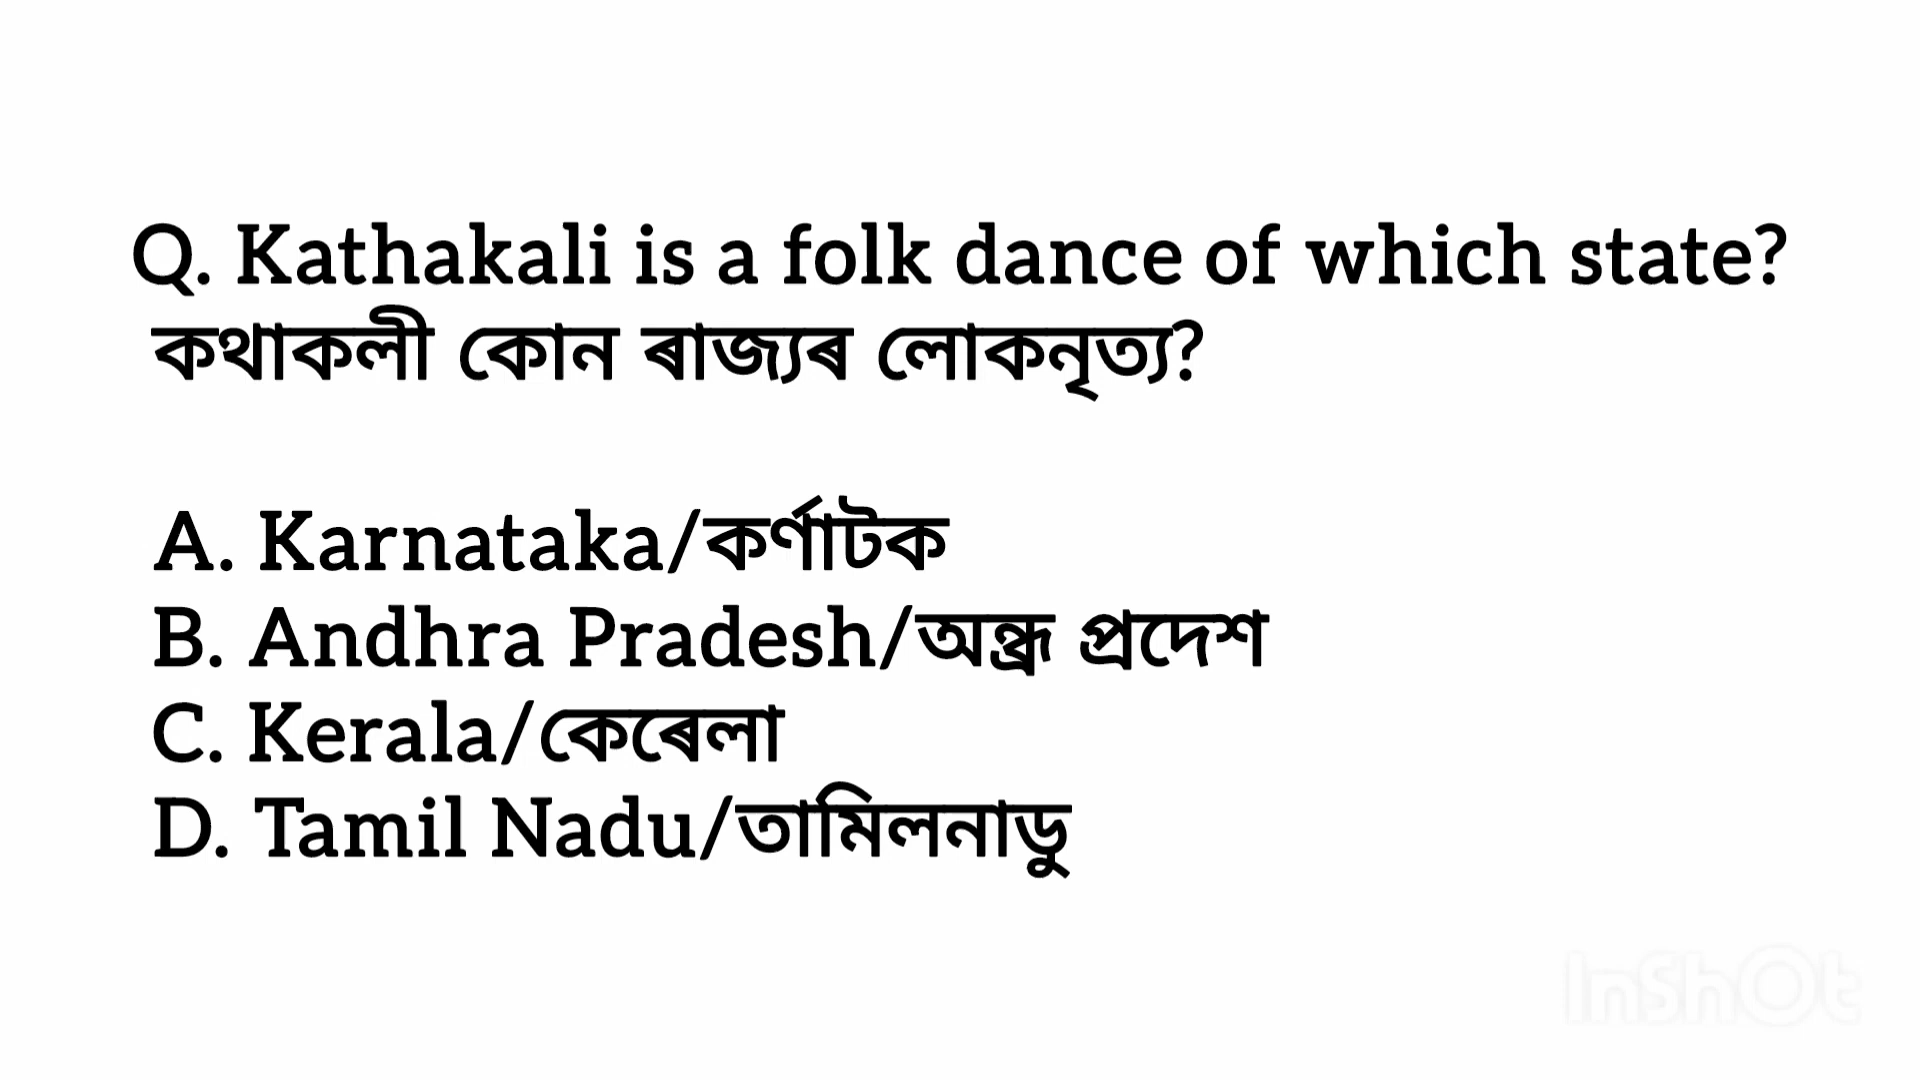 Q. Kathakali is a folk dance of which state?
কথাকলী কোন ৰাজ্যৰ লোকনৃত্য?
A. Karnataka/কৰ্ণাটক
B. Andhra Pradesh/অন্ধ্ৰ প্ৰদেশ
C. Kerala/কেৰেলা
D. Tamil Nadu/তামিলনাডু
InShOt